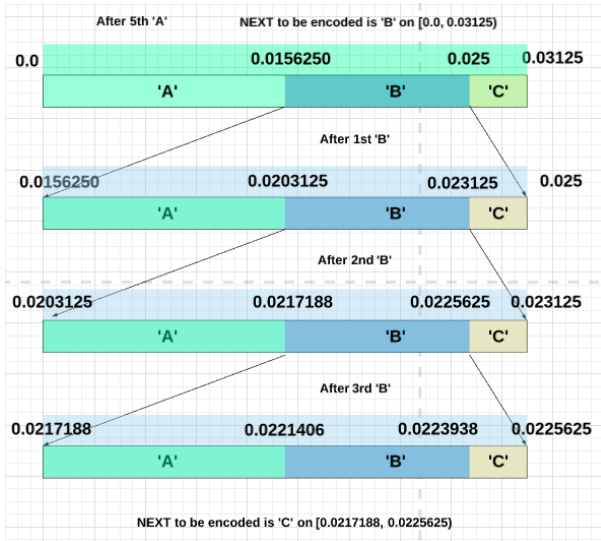 After 5th 'A' NEXT to be encoded is 'B' on [0.0, 0.03125)
0.0 0.0156250 0.025 0.03125
'A' 'B' 'C'
After 1st 'B'
0.0156250 0.0203125 0.023125 0.025
'A' 'B' 'C'
After 2nd 'B'
0.0203125 0.0217188 0.0225625 0.023125
'A' 'B' 'C'
After 3rd 'B'
0.0217188 0.0221406 0.0223938 0.0225625
'A' 'B' 'C'
NEXT to be encoded is 'C' on [0.0217188, 0.0225625)